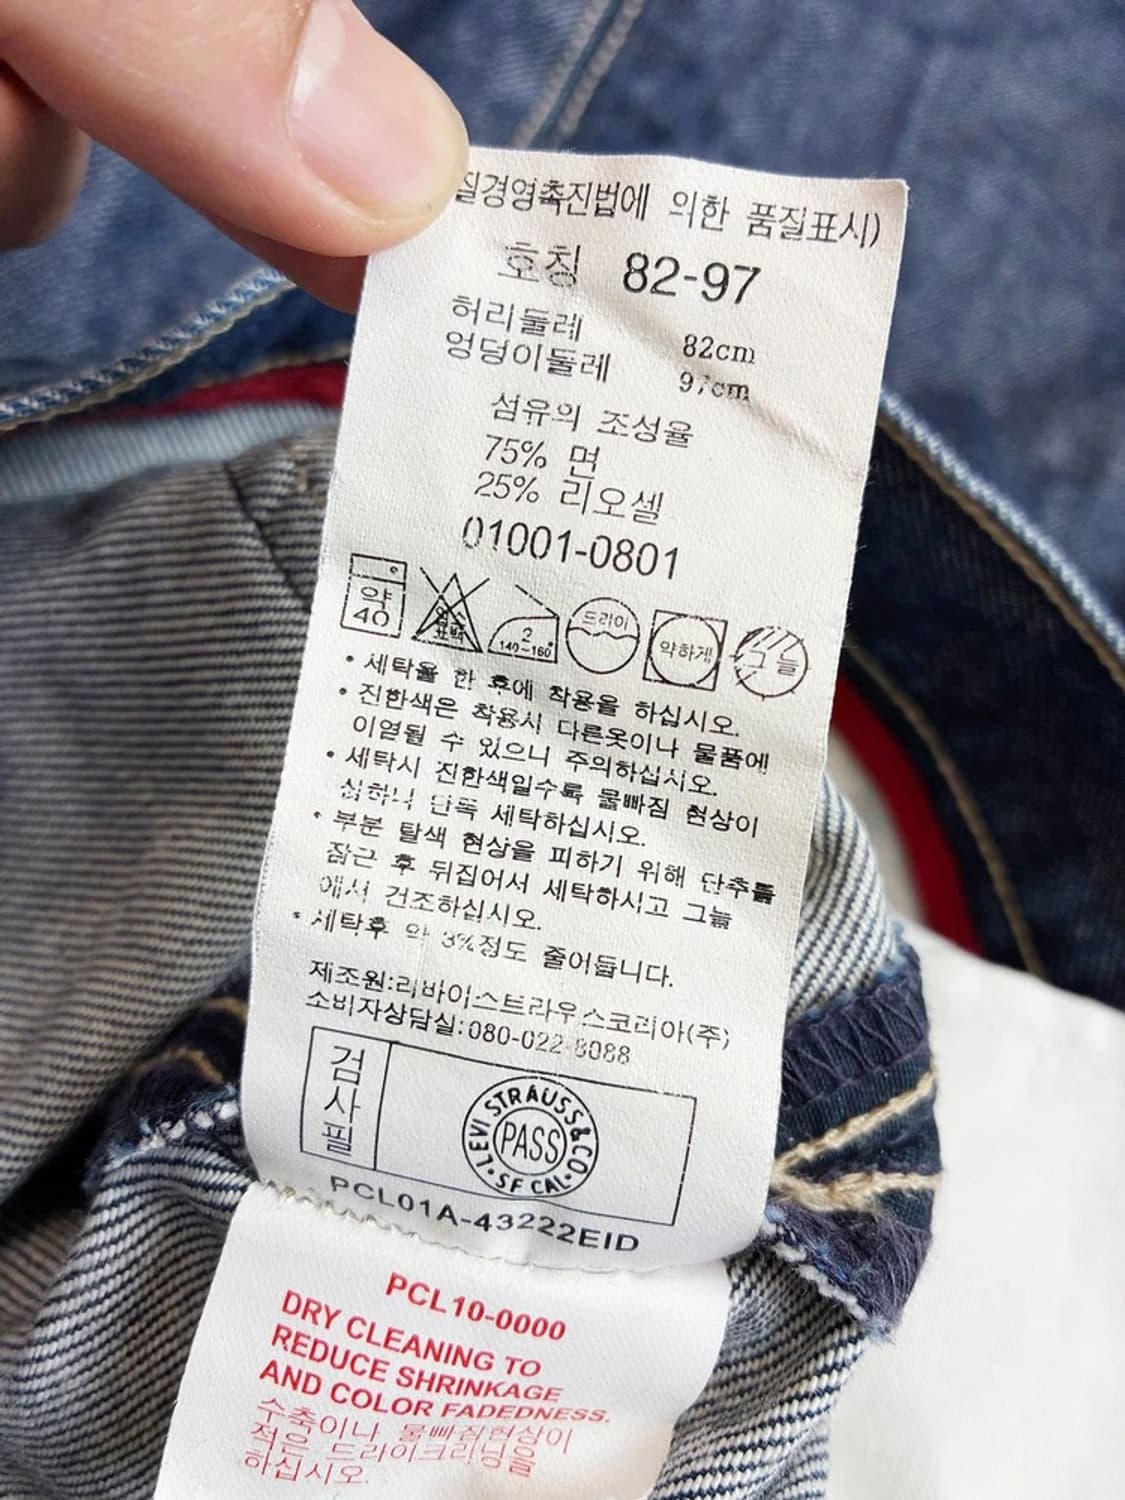 질경영촉진법에 의한 품질표시)
호칭 82-97
허리둘레 82cm
엉덩이둘레 97cm
섬유의 조성율
75% 면
25% 리오셀
01001-0801
약 40
염소 표백
2 140~160°
드라이
약하게
그늘
• 세탁을 한 후에 착용을 하십시오.
• 진한색은 착용시 다른옷이나 물품에
이염될 수 있으니 주의하십시오.
• 세탁시 진한색일수록 물빠짐 현상이
심하니 단독 세탁하십시오.
• 부분 탈색 현상을 피하기 위해 단추를
잠근 후 뒤집어서 세탁하시고 그늘
에서 건조하십시오.
• 세탁후 약 3%정도 줄어듭니다.
제조원:리바이스트라우스코리아(주)
소비자상담실:080-022-8088
검사필
LEVI STRAUSS & CO
PASS
SF CAL
PCL01A-43222EID
PCL10-0000
DRY CLEANING TO
REDUCE SHRINKAGE
AND COLOR FADEDNESS.
수축이나 물빠짐현상이
적은 드라이크리닝을
하십시오.